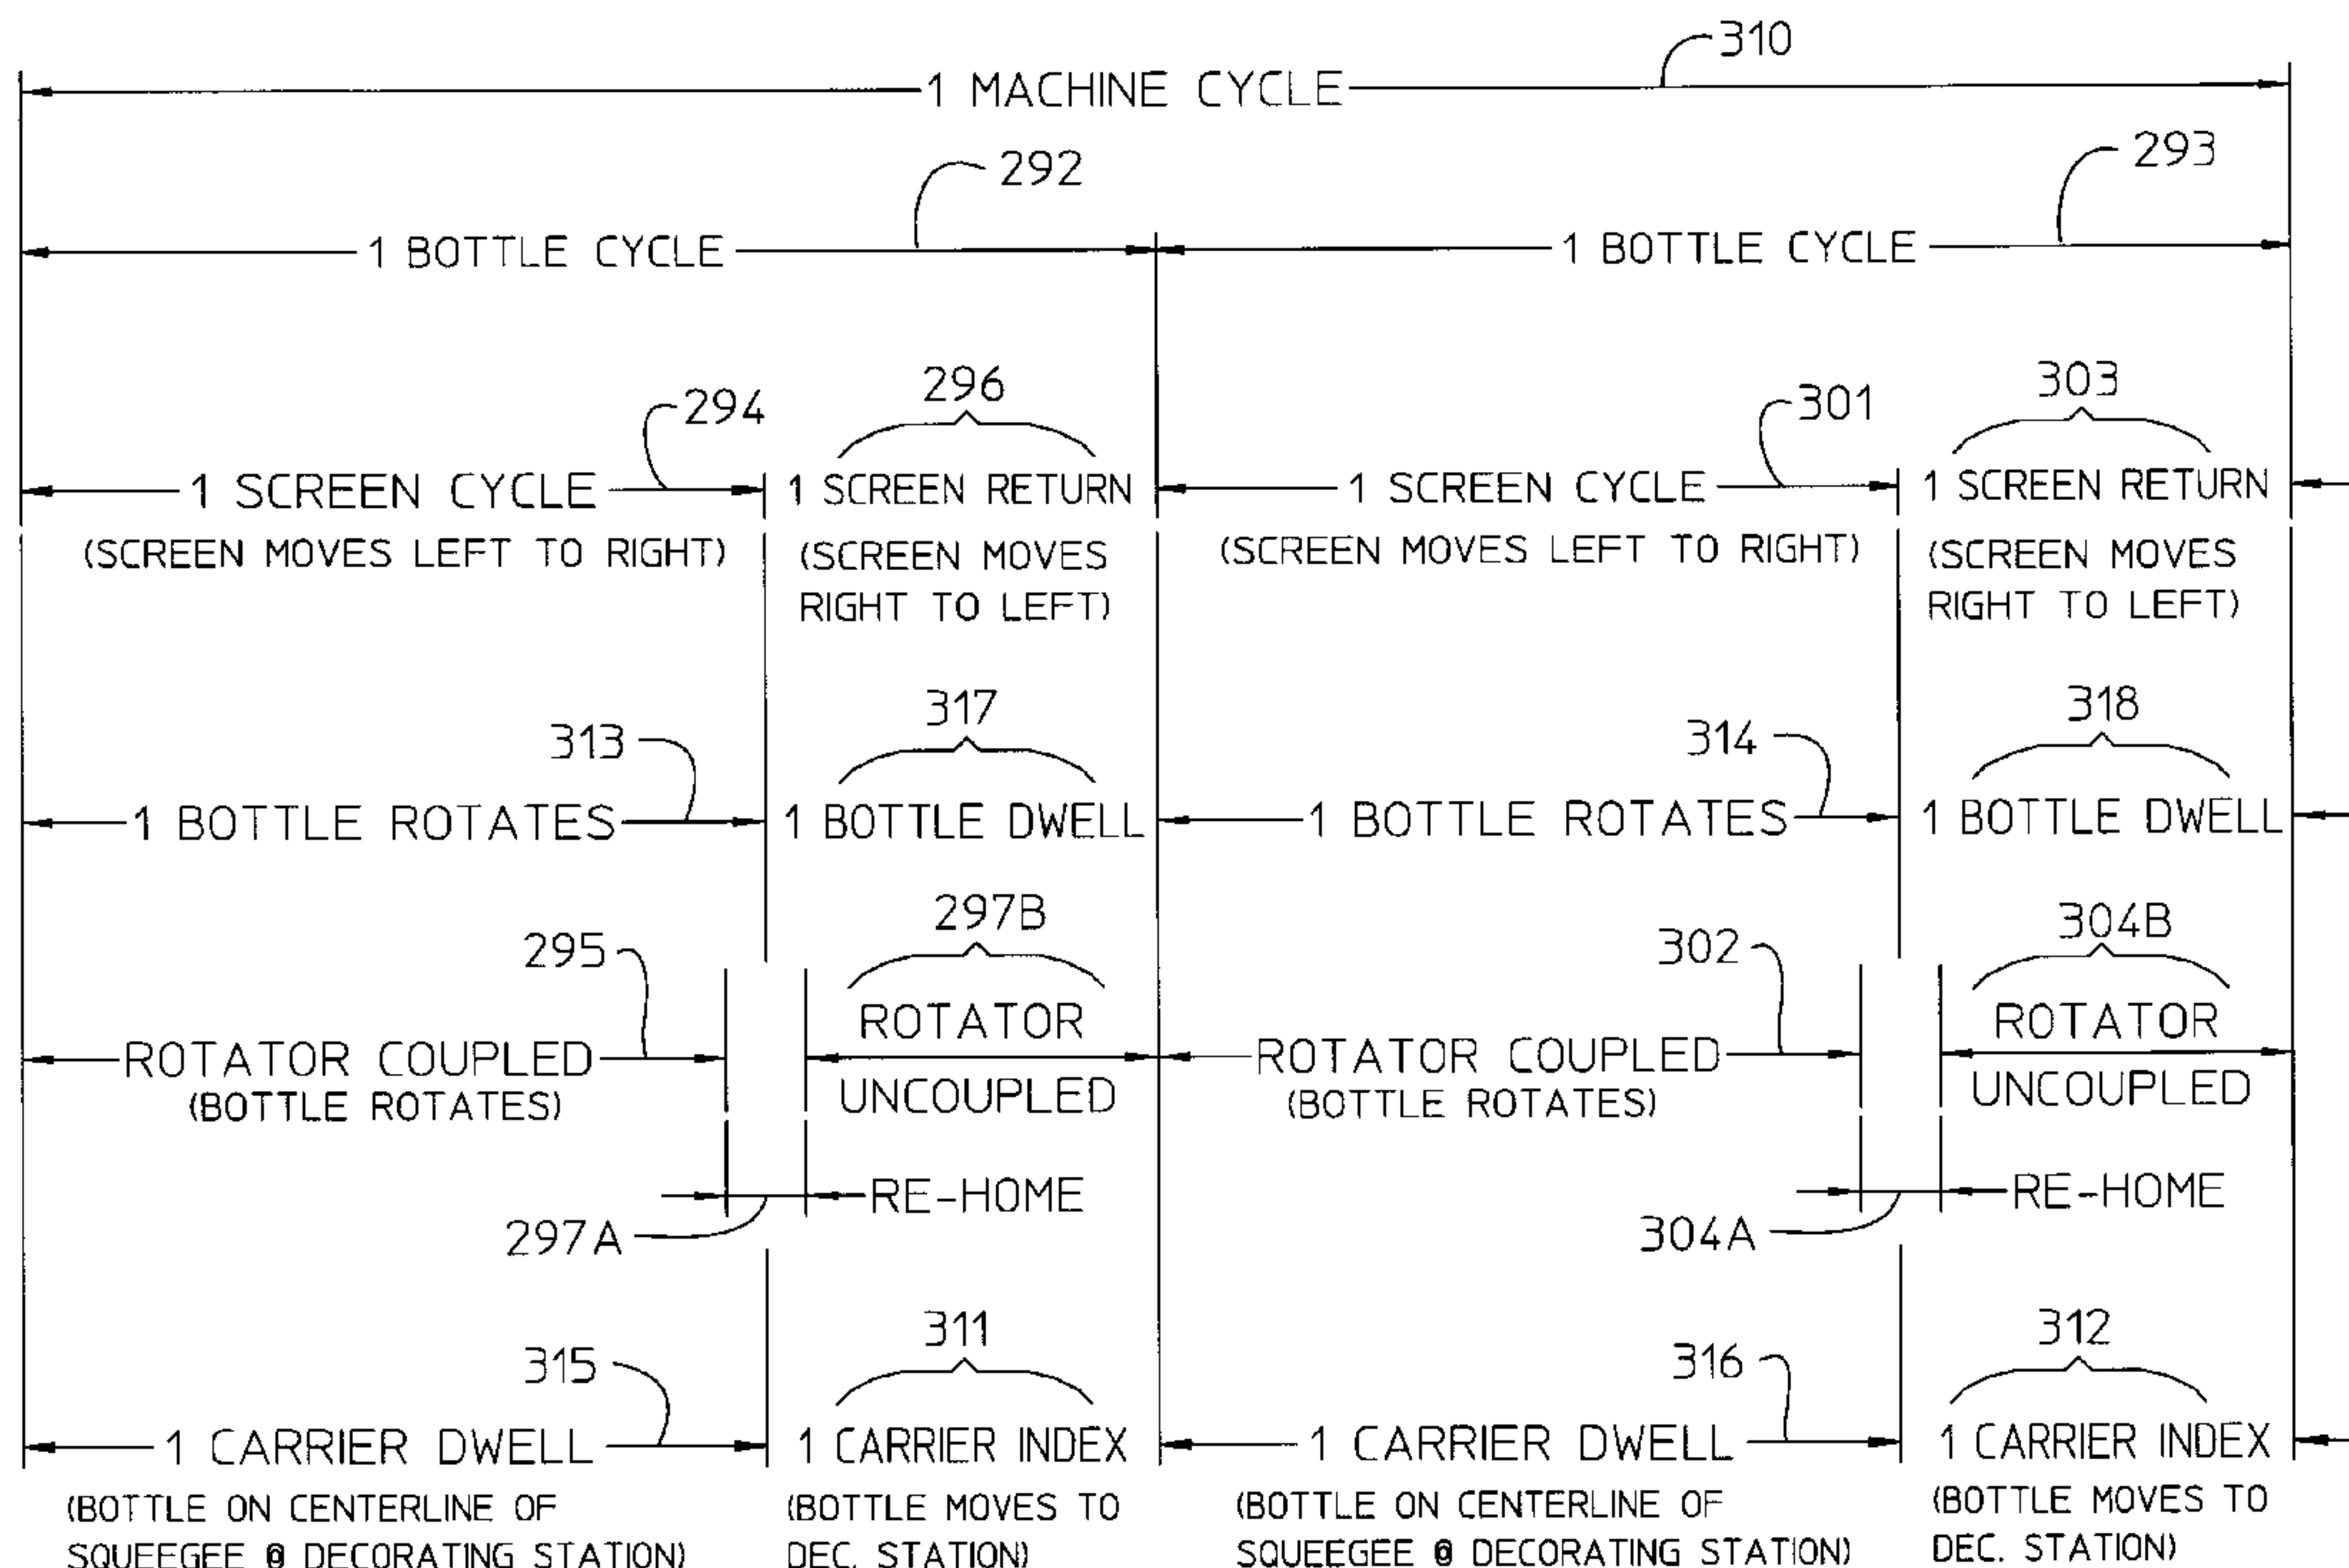 310
1 MACHINE CYCLE
292
293
1 BOTTLE CYCLE
1 BOTTLE CYCLE
294
296
301
303
1 SCREEN CYCLE
1 SCREEN RETURN
1 SCREEN CYCLE
1 SCREEN RETURN
(SCREEN MOVES LEFT TO RIGHT)
(SCREEN MOVES
RIGHT TO LEFT)
(SCREEN MOVES LEFT TO RIGHT)
(SCREEN MOVES
RIGHT TO LEFT)
313
317
314
318
1 BOTTLE ROTATES
1 BOTTLE DWELL
1 BOTTLE ROTATES
1 BOTTLE DWELL
295
297B
302
304B
ROTATOR COUPLED
(BOTTLE ROTATES)
ROTATOR
UNCOUPLED
ROTATOR COUPLED
(BOTTLE ROTATES)
ROTATOR
UNCOUPLED
297A
RE-HOME
304A
RE-HOME
315
311
316
312
1 CARRIER DWELL
1 CARRIER INDEX
1 CARRIER DWELL
1 CARRIER INDEX
(BOTTLE ON CENTERLINE OF
SQUEEGEE @ DECORATING STATION)
(BOTTLE MOVES TO
DEC. STATION)
(BOTTLE ON CENTERLINE OF
SQUEEGEE @ DECORATING STATION)
(BOTTLE MOVES TO
DEC. STATION)